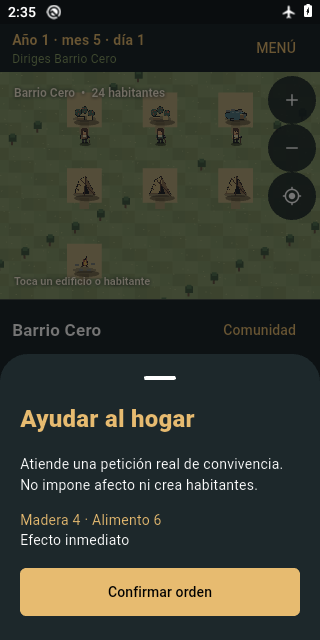 2:35
Año 1 · mes 5 · día 1
Diriges Barrio Cero
MENÚ
Barrio Cero • 24 habitantes
Toca un edificio o habitante
Barrio Cero
Comunidad
Ayudar al hogar
Atiende una petición real de convivencia.
No impone afecto ni crea habitantes.
Madera 4 · Alimento 6
Efecto inmediato
Confirmar orden